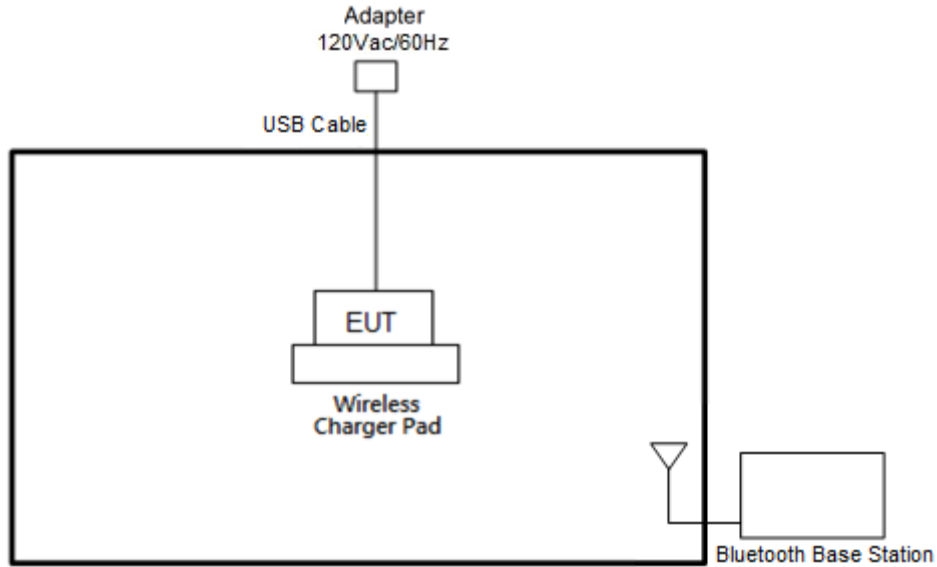 Adapter
120Vac/60Hz
USB Cable
EUT
Wireless
Charger Pad
Bluetooth Base Station